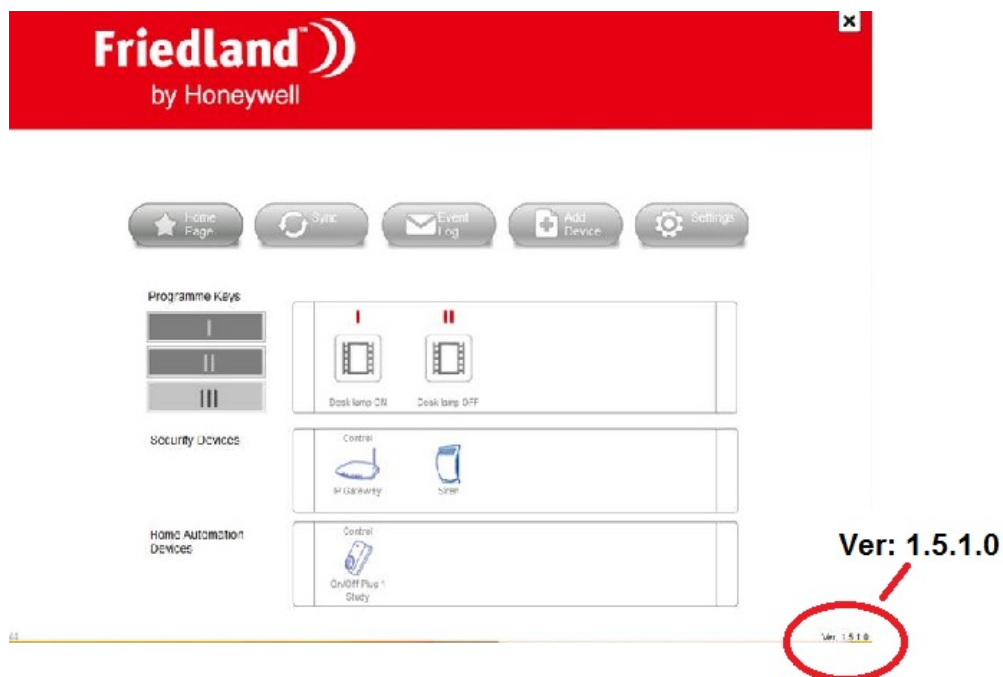 Friedland™
by Honeywell
Home
Page
Sync
Event
Log
Add
Device
Settings
Programme Keys
I
II
III
I
II
Desk lamp ON
Desk lamp OFF
Security Devices
Control
IP Gateway
Siren
Home Automation
Devices
Control
On/Off Plug 1
Study
Ver: 1.5.1.0
Ver: 1.5.1.0